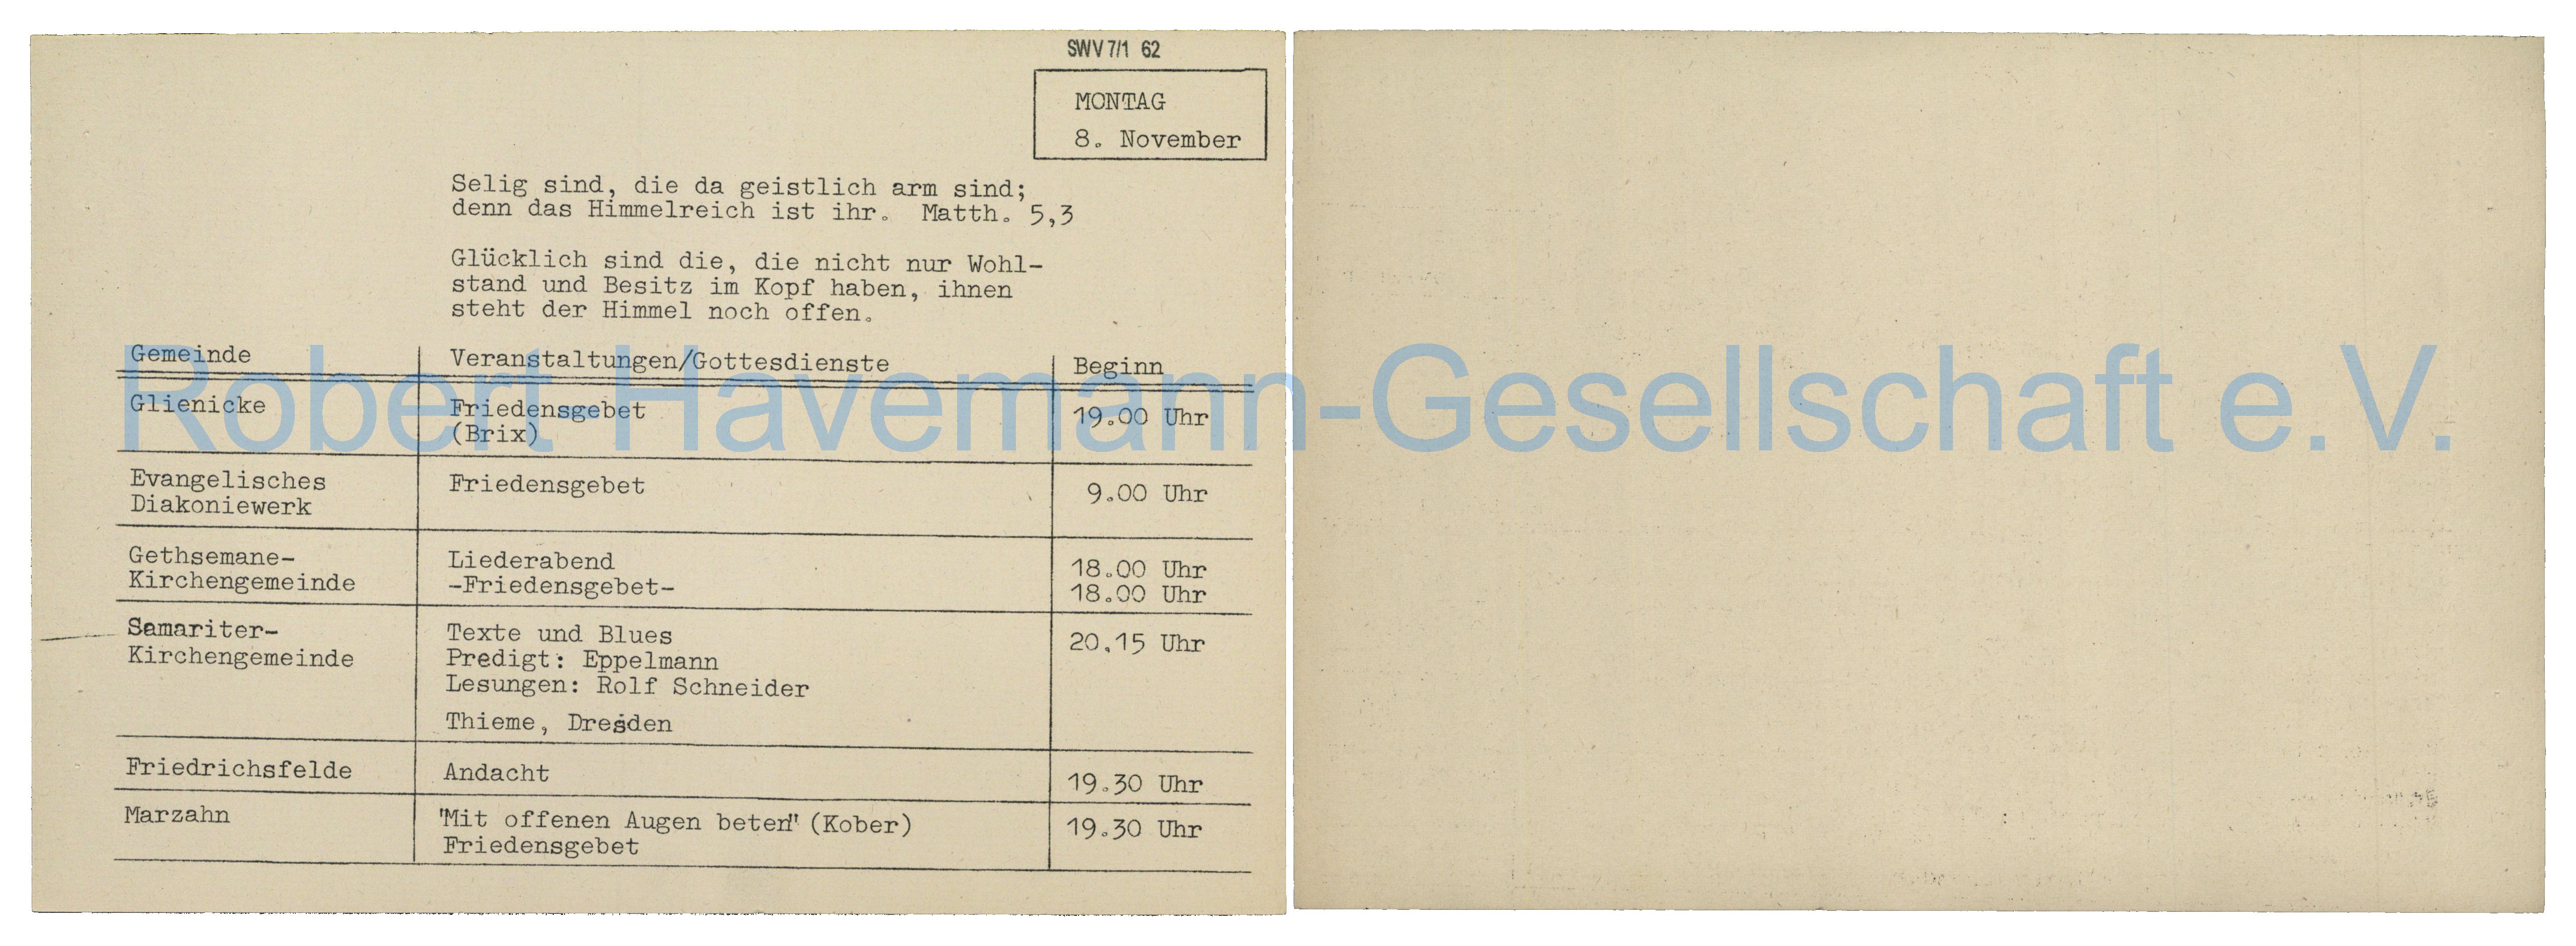 SWV 7/1 62
MONTAG
8. November
Selig sind, die da geistlich arm sind;
denn das Himmelreich ist ihr. Matth. 5,3
Glücklich sind die, die nicht nur Wohl-
stand und Besitz im Kopf haben, ihnen
steht der Himmel noch offen.
Gemeinde Veranstaltungen/Gottesdienste Beginn
Robert-Havemann-Gesellschaft e.V.
Glienicke Friedensgebet 19.00 Uhr
(Brix)
Evangelisches Friedensgebet 9.00 Uhr
Diakoniewerk
Gethsemane- Liederabend 18.00 Uhr
Kirchengemeinde -Friedensgebet- 18.00 Uhr
Samariter- Texte und Blues 20.15 Uhr
Kirchengemeinde Predigt: Eppelmann
Lesungen: Rolf Schneider
Thieme, Dresden
Friedrichsfelde Andacht 19.30 Uhr
Marzahn "Mit offenen Augen beten" (Kober) 19.30 Uhr
Friedensgebet